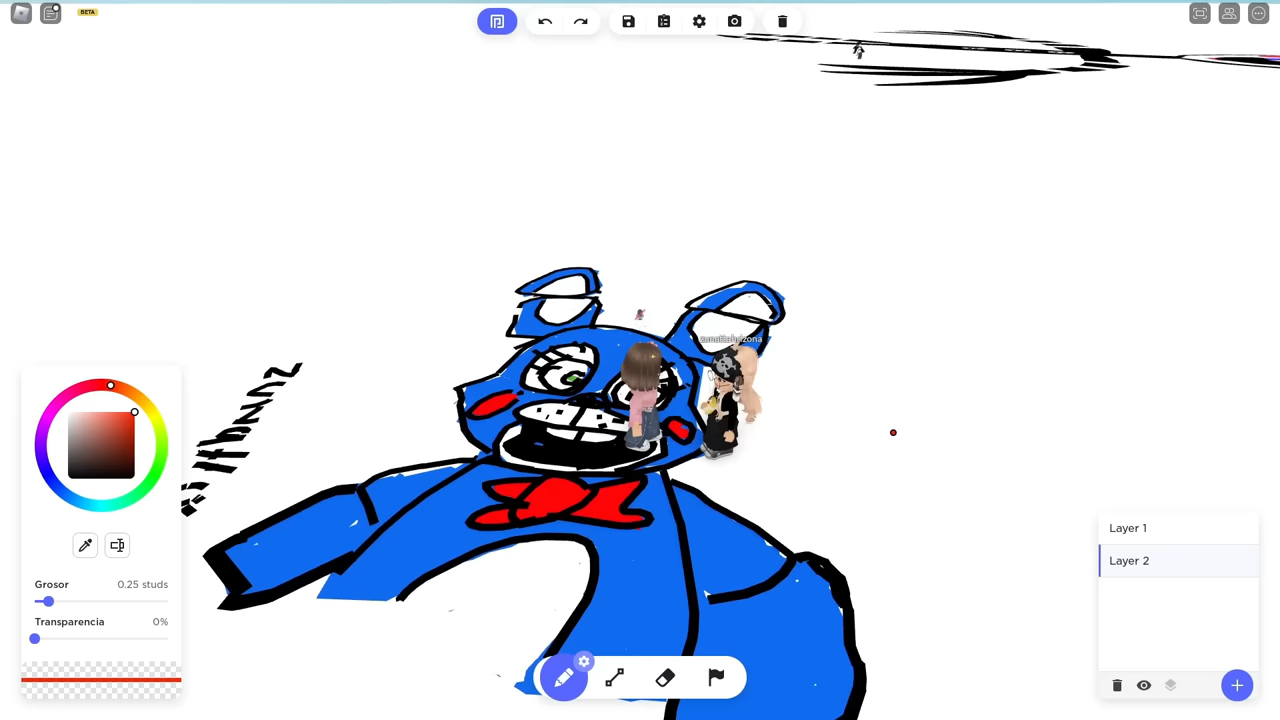 BETA
Grosor 0.25 studs
Transparencia 0%
Layer 1
Layer 2